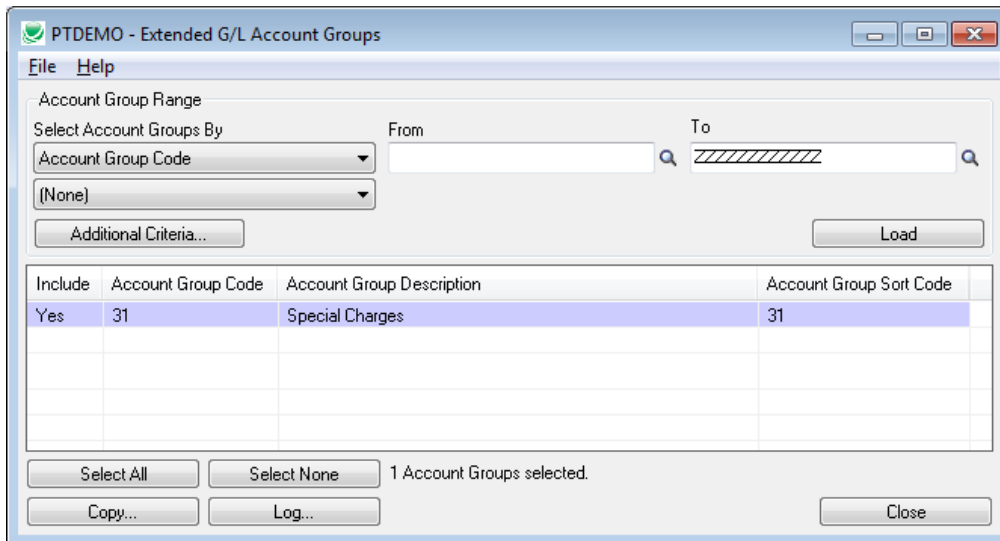 PTDEMO - Extended G/L Account Groups
File Help
Account Group Range
Select Account Groups By From To
Account Group Code ZZZZZZZZZZZZ
(None)
Additional Criteria... Load
Include Account Group Code Account Group Description Account Group Sort Code
Yes 31 Special Charges 31
Select All Select None 1 Account Groups selected.
Copy... Log... Close